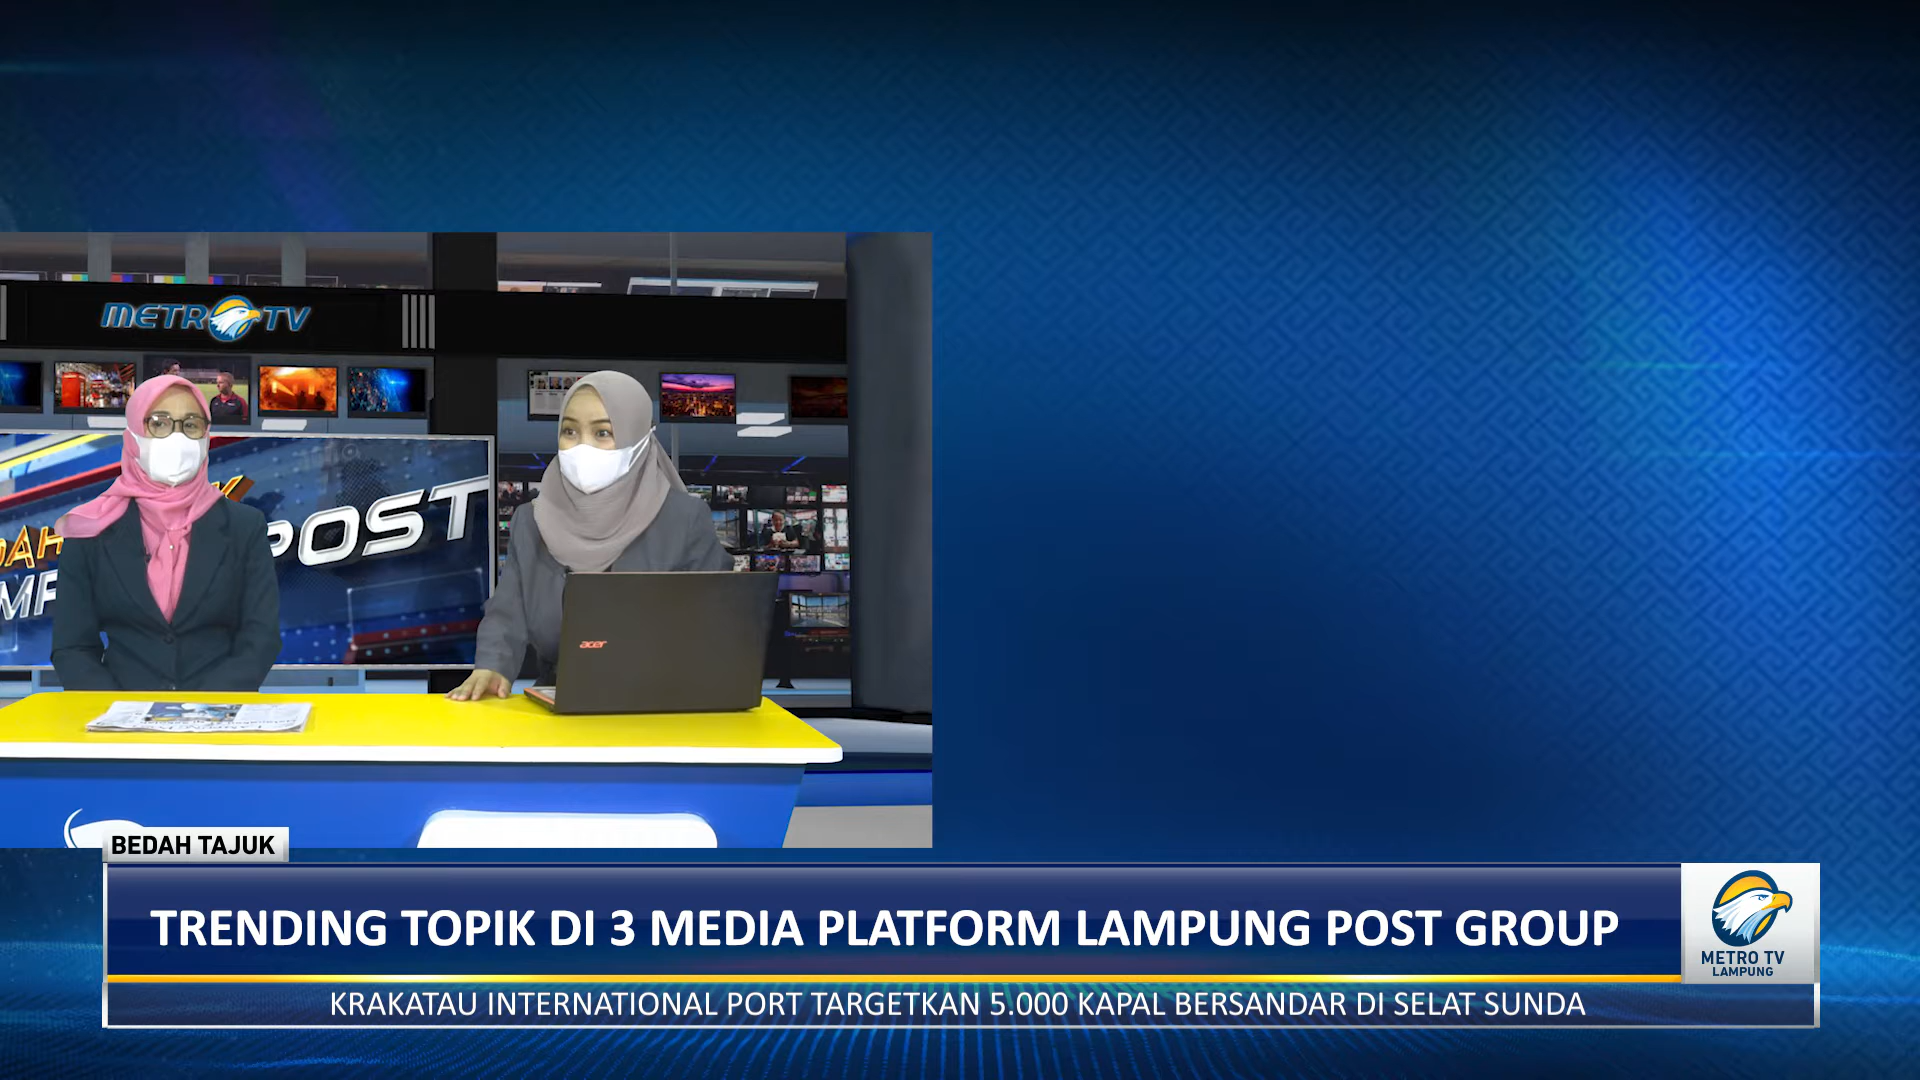 METRO TV
POST
acer
BEDAH TAJUK
TRENDING TOPIK DI 3 MEDIA PLATFORM LAMPUNG POST GROUP
METRO TV
LAMPUNG
KRAKATAU INTERNATIONAL PORT TARGETKAN 5.000 KAPAL BERSANDAR DI SELAT SUNDA